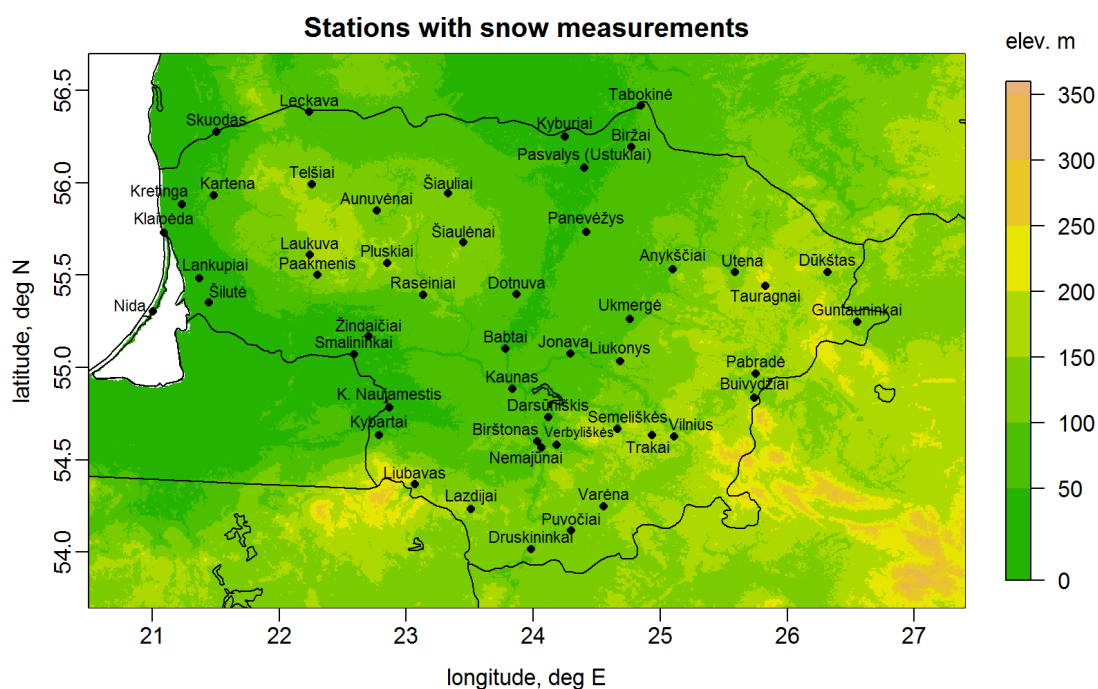 Stations with snow measurements
elev. m
350
300
250
200
150
100
50
0
latitude, deg N
56.5
56.0
55.5
55.0
54.5
54.0
Leckava
Tabokinė
Skuodas
Kyburiai
Biržai
Pasvalys (Ustukiai)
Telšiai
Šiauliai
Kretinga
Kartena
Aunuvėnai
Klaipėda
Panevėžys
Šiaulėnai
Laukuva
Pluskiai
Anykščiai
Utena
Dūkštas
Lankupiai
Paakmenis
Raseiniai
Dotnuva
Tauragnai
Šilutė
Nida
Ukmergė
Guntauninkai
Žindaičiai
Smalininkai
Babtai
Jonava
Liukonys
Pabradė
Kaunas
Buivydžiai
K. Naujamestis
Darsūniškis
Kybartai
Semeliškės
Vilnius
Birštonas
Verbyliškės
Trakai
Nemajūnai
Liubavas
Lazdijai
Varėna
Puvočiai
Druskininkai
21
22
23
24
25
26
27
longitude, deg E